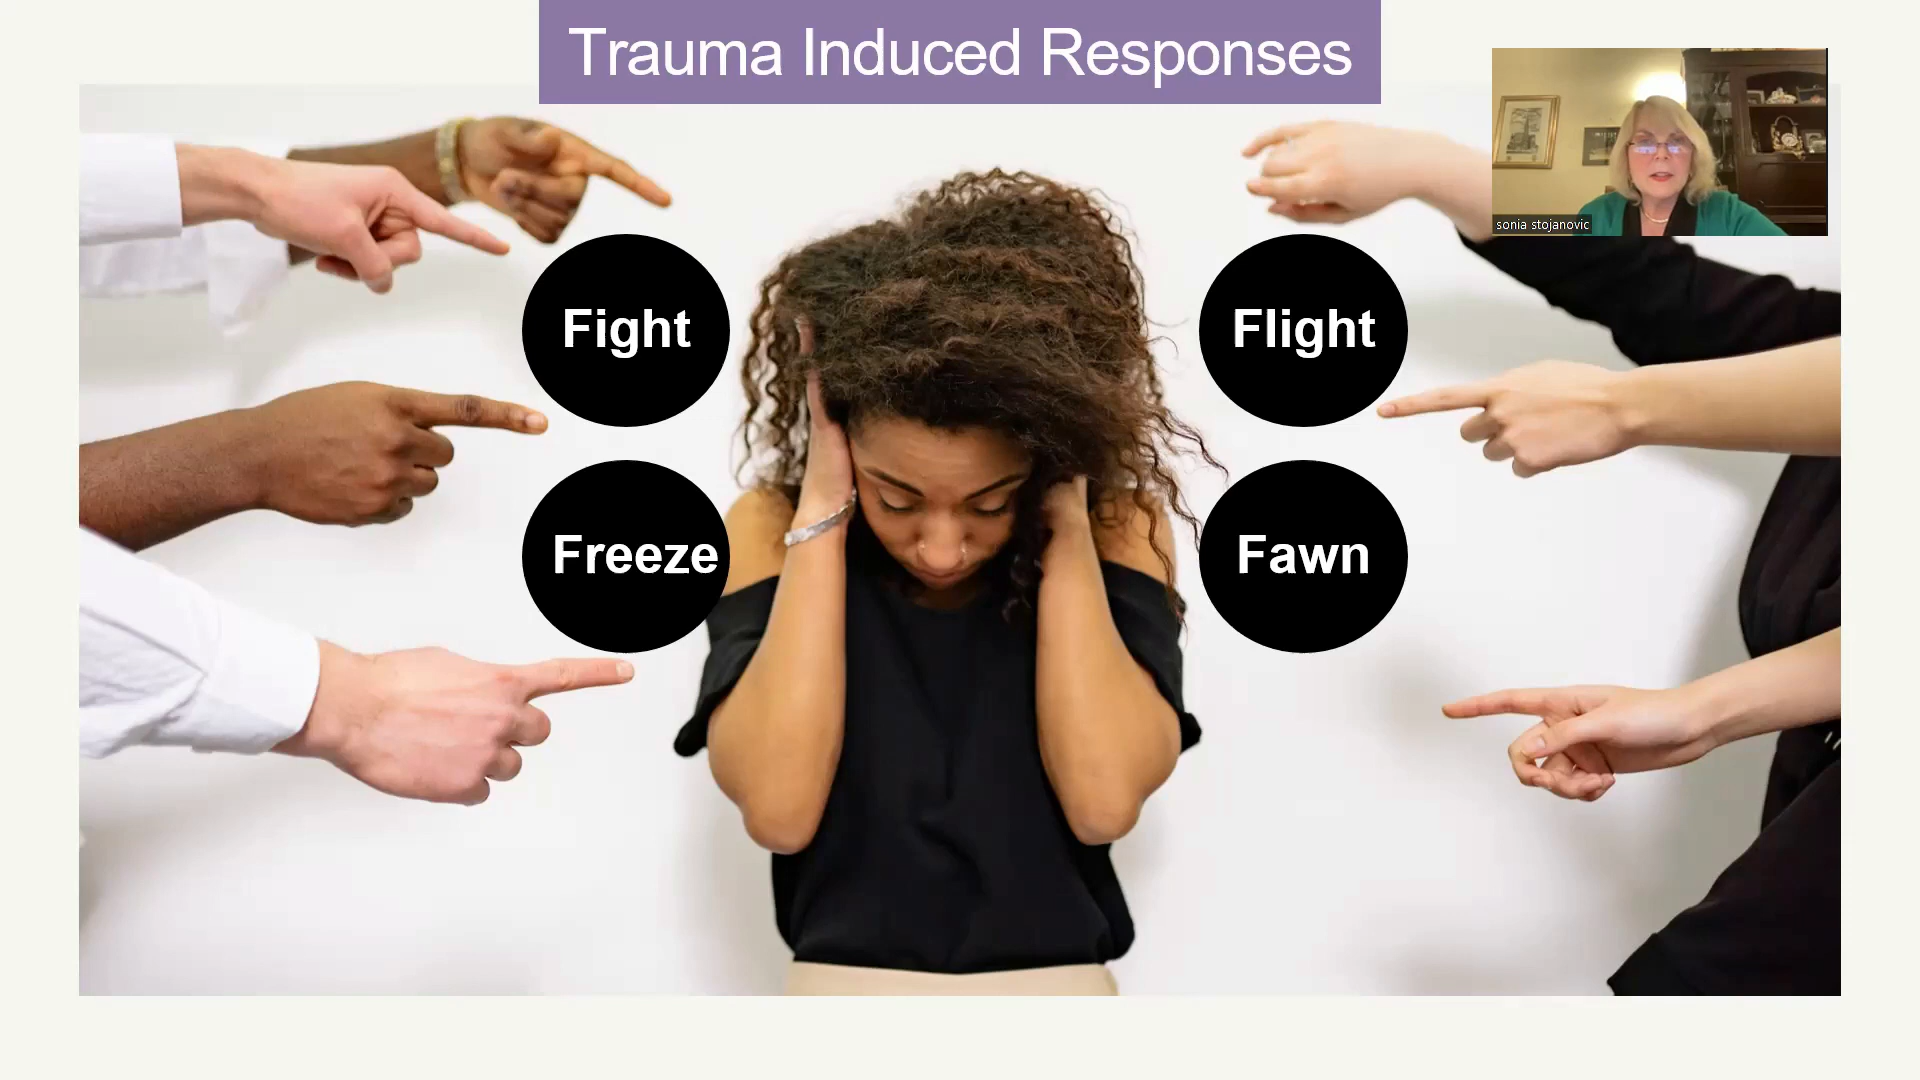 Trauma Induced Responses
sonia stojanovic
Fight
Flight
Freeze
Fawn